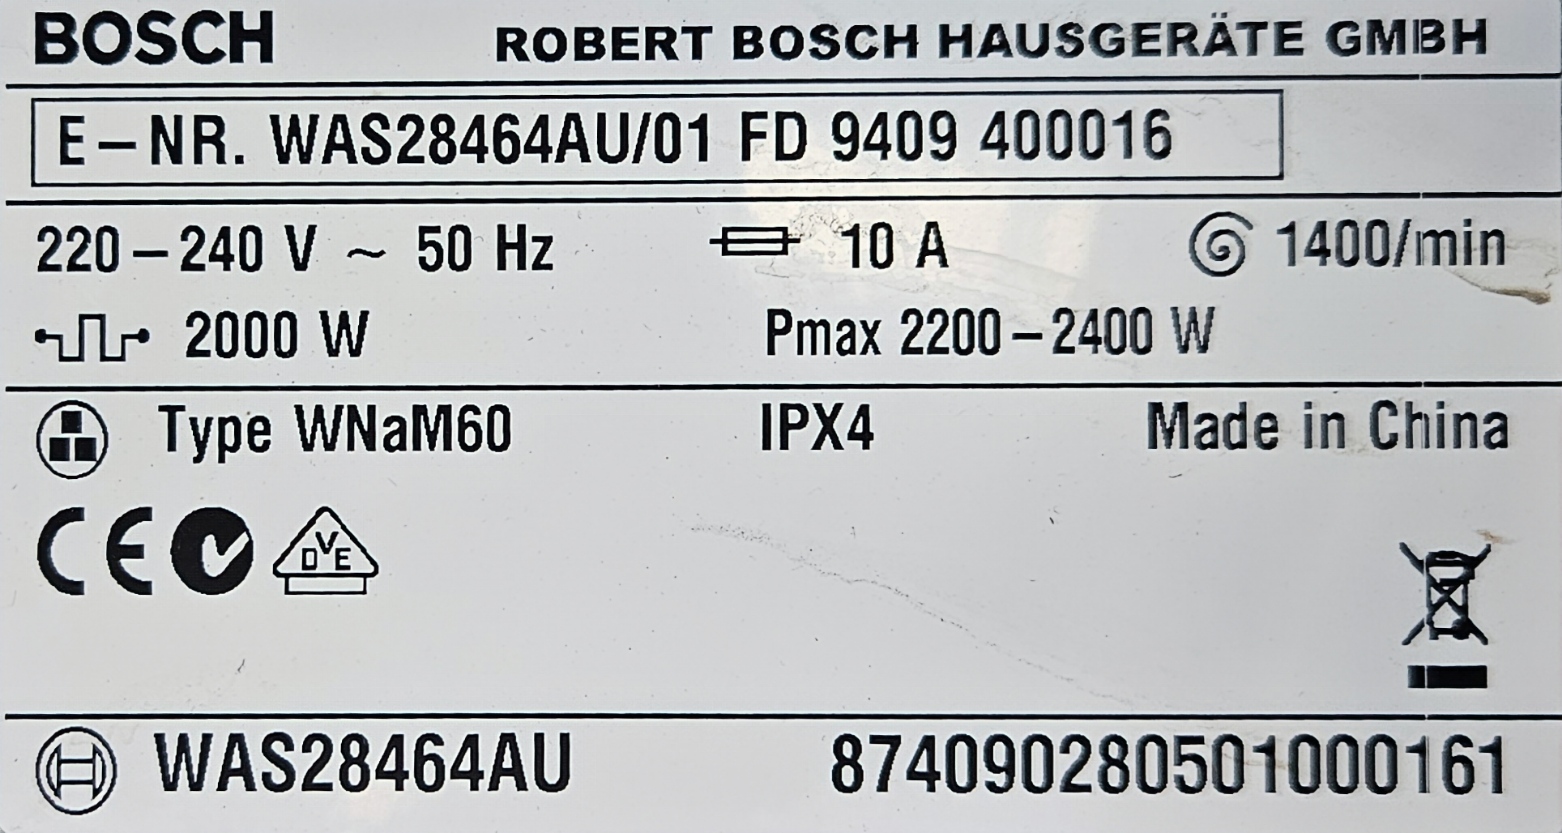 BOSCH ROBERT BOSCH HAUSGERÄTE GMBH
E-NR. WAS28464AU/01 FD 9409 400016
220-240 V ~ 50 Hz 10 A 1400/min
2000 W Pmax 2200-2400 W
Type WNaM60 IPX4 Made in China
CE DVE
WAS28464AU 874090280501000161